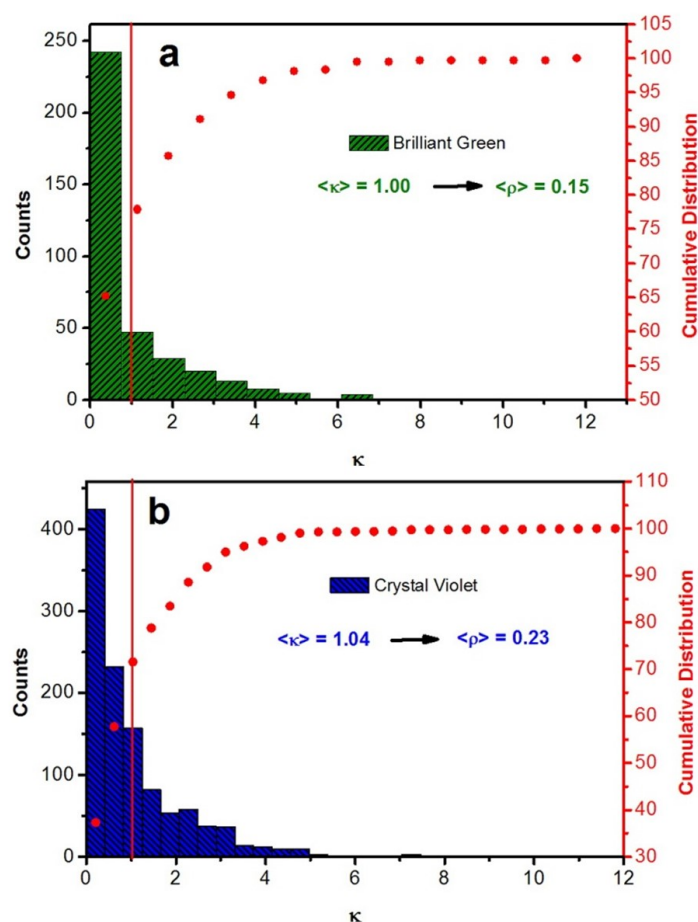 a
Brilliant Green
<κ> = 1.00 <ρ> = 0.15
Counts
250
200
150
100
50
0
Cumulative Distribution
105
100
95
90
85
80
75
70
65
60
55
50
0 2 4 6 8 10 12
κ
b
Crystal Violet
<κ> = 1.04 <ρ> = 0.23
Counts
400
300
200
100
0
Cumulative Distribution
110
100
90
80
70
60
50
40
30
0 2 4 6 8 10 12
κ